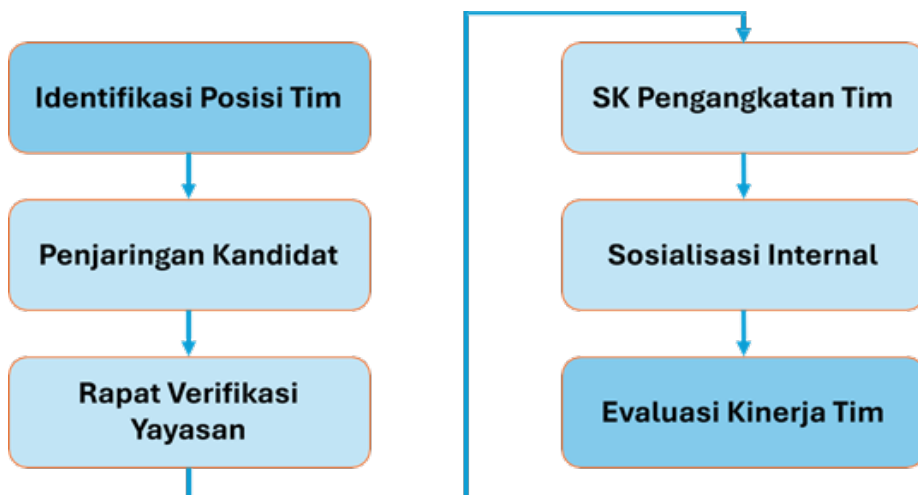 Identifikasi Posisi Tim
Penjaringan Kandidat
Rapat Verifikasi
Yayasan
SK Pengangkatan Tim
Sosialisasi Internal
Evaluasi Kinerja Tim